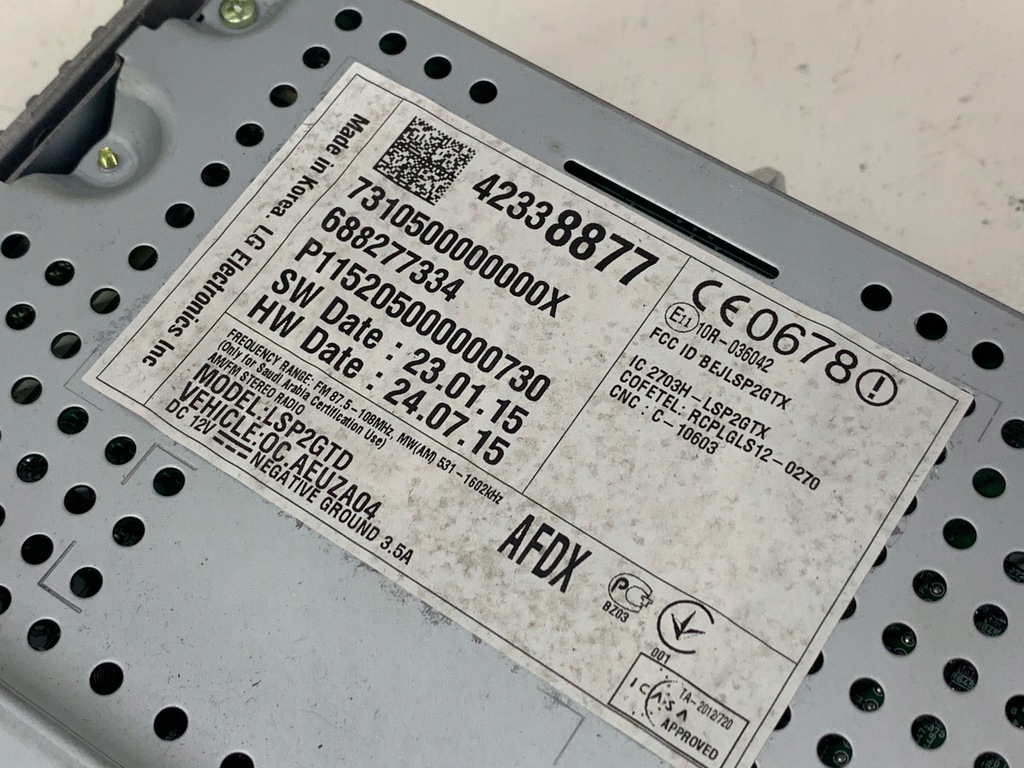 42338877
731050000000X
688277334
P1152050000000730
SW Date : 23.01.15
HW Date : 24.07.15
Made in Korea. LG Electronics Inc
CE0678
E11 10R-036042
FCC ID BEJLSP2GTX
IC 2703H-LSP2GTX
COFETEL: RCPLGLS12-0270
CNC : C-10603
FREQUENCY RANGE: FM 87.5-108MHz, MW(AM) 531-1602kHz
(Only for Saudi Arabia Certification Use)
AM/FM STEREO RADIO
MODEL:LSP2GTD
VEHICLE:OC AEUZA04
DC 12V NEGATIVE GROUND 3.5A
AFDX
PCT
BZ03
001
ICASA
TA-2012/720
APPROVED